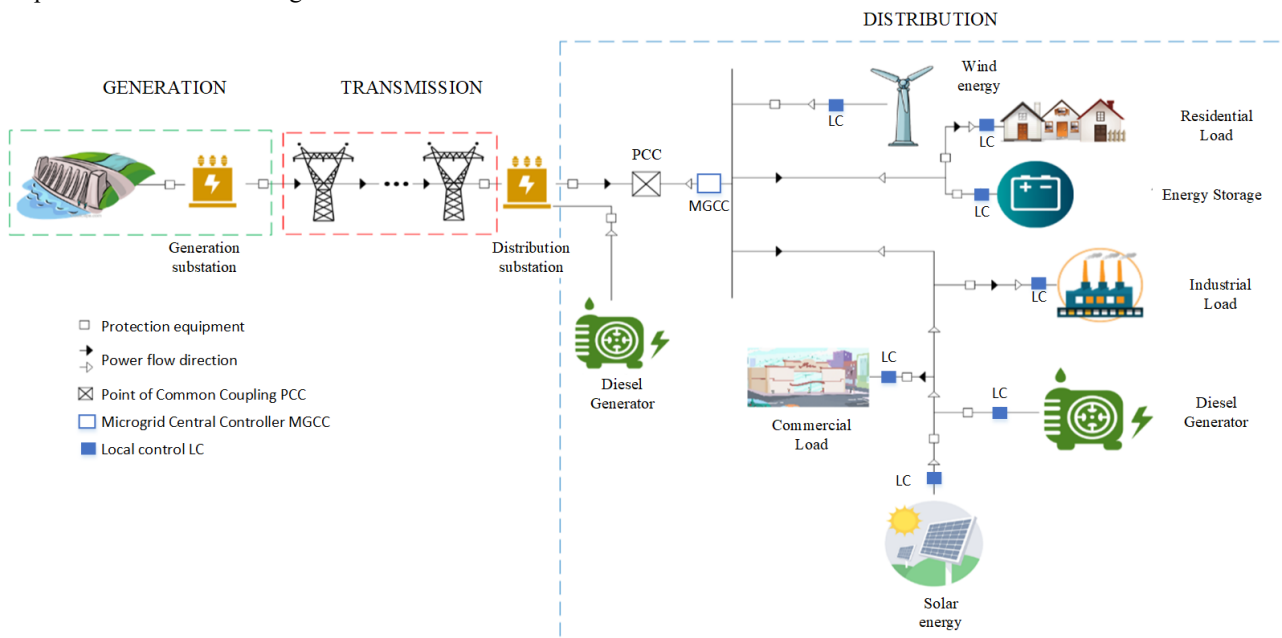 DISTRIBUTION
GENERATION
TRANSMISSION
Wind
energy
LC
Residential
Load
LC
PCC
MGCC
Energy Storage
LC
Generation
substation
Distribution
substation
Industrial
Load
LC
Protection equipment
Power flow direction
Point of Common Coupling PCC
Microgrid Central Controller MGCC
Local control LC
Diesel
Generator
LC
Commercial
Load
LC
Diesel
Generator
LC
Solar
energy